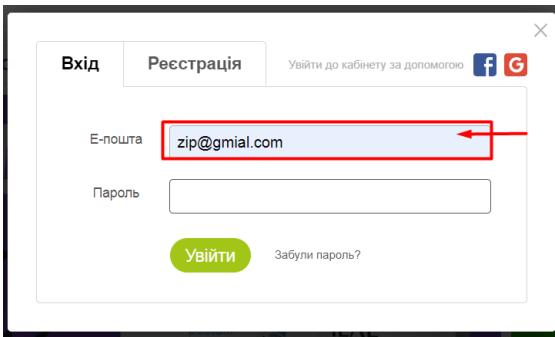 Вхід
Реєстрація
Увійти до кабінету за допомогою
f
G
Е-пошта
zip@gmial.com
Пароль
Увійти
Забули пароль?